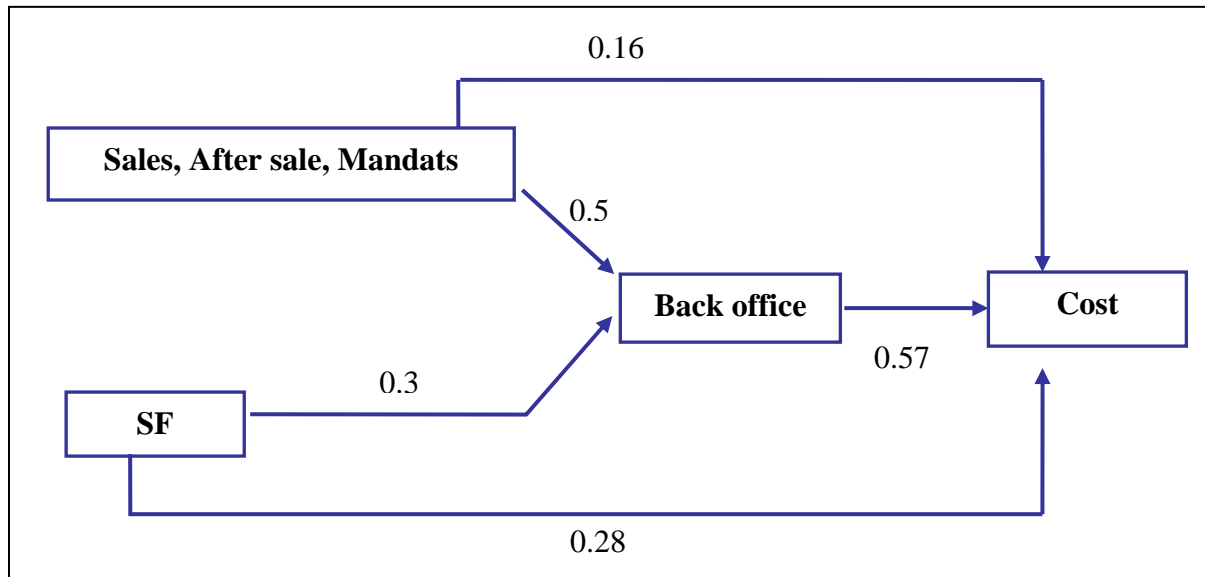 0.16
Sales, After sale, Mandats
0.5
Back office
Cost
0.57
0.3
SF
0.28